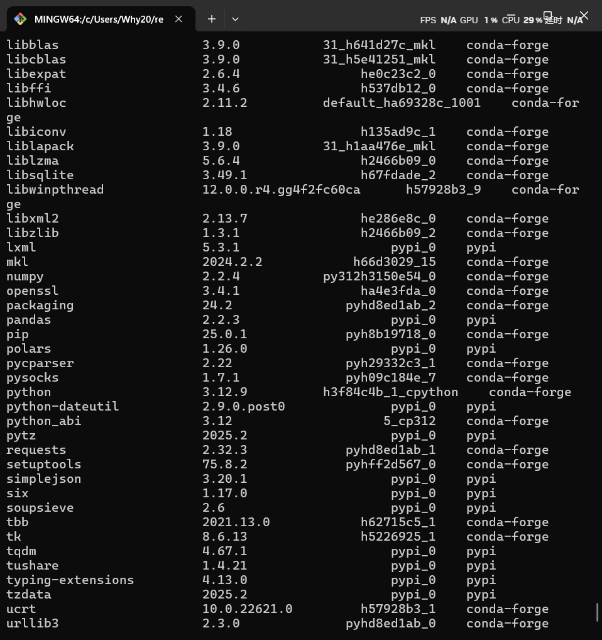 MINGW64:/c/Users/Why20/re
FPS N/A GPU 1 % CPU 29 % 延时 N/A
libblas 3.9.0 31_h641d27c_mkl conda-forge
libcblas 3.9.0 31_h5e41251_mkl conda-forge
libexpat 2.6.4 he0c23c2_0 conda-forge
libffi 3.4.6 h537db12_0 conda-forge
libhwloc 2.11.2 default_ha69328c_1001 conda-for
ge
libiconv 1.18 h135ad9c_1 conda-forge
liblapack 3.9.0 31_h1aa476e_mkl conda-forge
liblzma 5.6.4 h2466b09_0 conda-forge
libsqlite 3.49.1 h67fdade_2 conda-forge
libwinpthread 12.0.0.r4.gg4f2fc60ca h57928b3_9 conda-for
ge
libxml2 2.13.7 he286e8c_0 conda-forge
libzlib 1.3.1 h2466b09_2 conda-forge
lxml 5.3.1 pypi_0 pypi
mkl 2024.2.2 h66d3029_15 conda-forge
numpy 2.2.4 py312h3150e54_0 conda-forge
openssl 3.4.1 ha4e3fda_0 conda-forge
packaging 24.2 pyhd8ed1ab_2 conda-forge
pandas 2.2.3 pypi_0 pypi
pip 25.0.1 pyh8b19718_0 conda-forge
polars 1.26.0 pypi_0 pypi
pycparser 2.22 pyh29332c3_1 conda-forge
pysocks 1.7.1 pyh09c184e_7 conda-forge
python 3.12.9 h3f84c4b_1_cpython conda-forge
python-dateutil 2.9.0.post0 pypi_0 pypi
python_abi 3.12 5_cp312 conda-forge
pytz 2025.2 pypi_0 pypi
requests 2.32.3 pyhd8ed1ab_1 conda-forge
setuptools 75.8.2 pyhff2d567_0 conda-forge
simplejson 3.20.1 pypi_0 pypi
six 1.17.0 pypi_0 pypi
soupsieve 2.6 pypi_0 pypi
tbb 2021.13.0 h62715c5_1 conda-forge
tk 8.6.13 h5226925_1 conda-forge
tqdm 4.67.1 pypi_0 pypi
tushare 1.4.21 pypi_0 pypi
typing-extensions 4.13.0 pypi_0 pypi
tzdata 2025.2 pypi_0 pypi
ucrt 10.0.22621.0 h57928b3_1 conda-forge
urllib3 2.3.0 pyhd8ed1ab_0 conda-forge